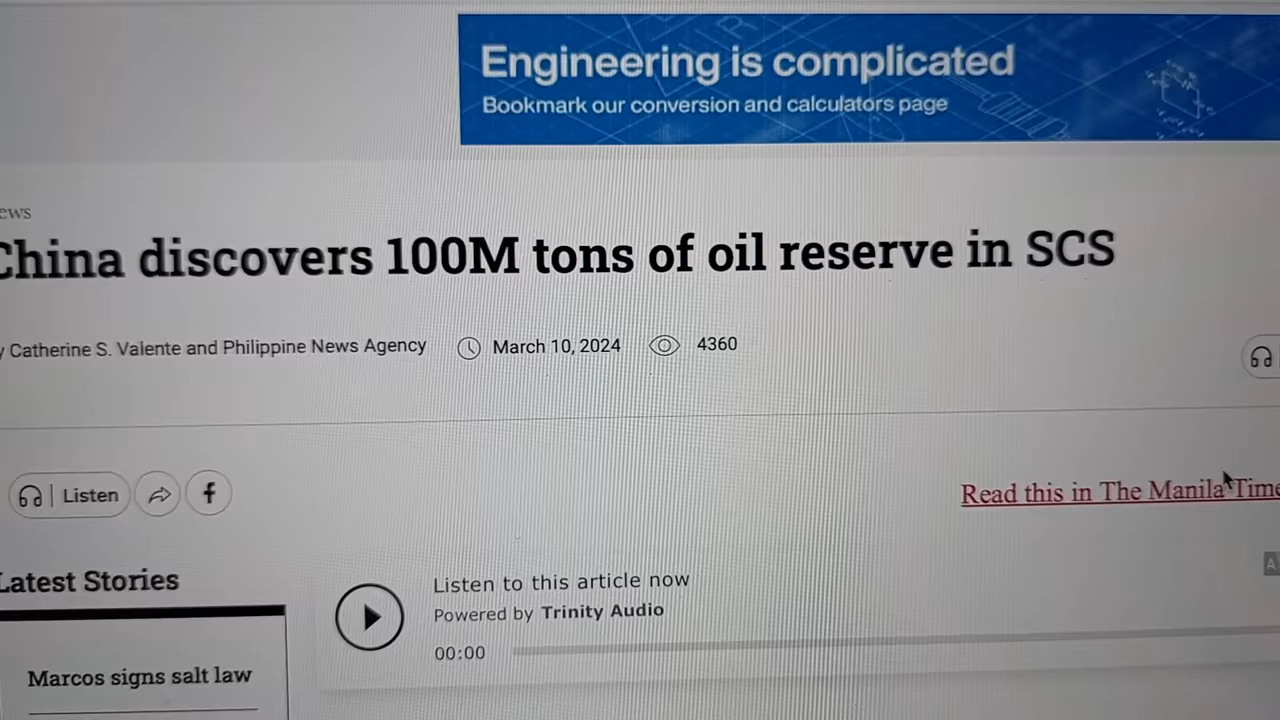 Engineering is complicated
Bookmark our conversion and calculators page
ews
China discovers 100M tons of oil reserve in SCS
y Catherine S. Valente and Philippine News Agency March 10, 2024 4360
Listen f
Read this in The Manila Time
A
Latest Stories
Listen to this article now
Powered by Trinity Audio
00:00
Marcos signs salt law